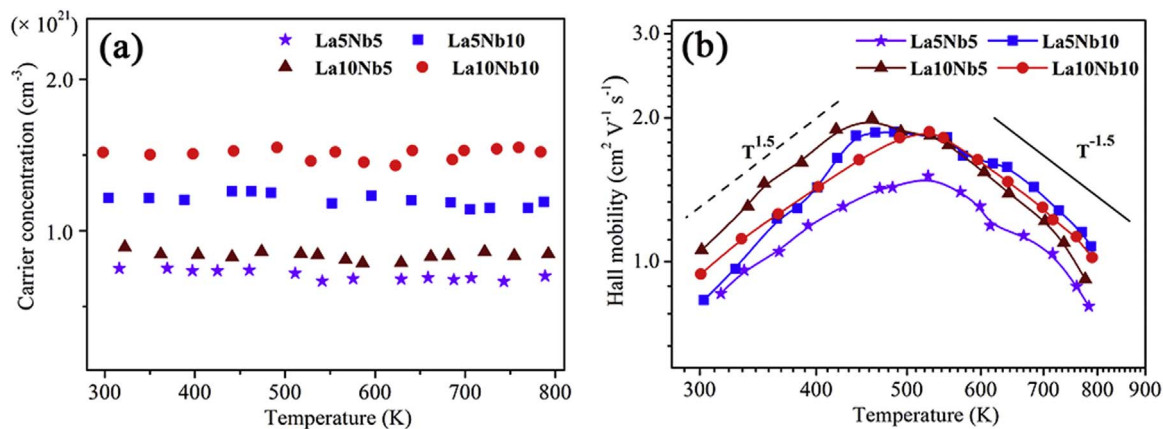 (× 10²¹)
(a)
La5Nb5 La5Nb10
La10Nb5 La10Nb10
2.0
1.0
Carrier concentration (cm⁻³)
300 400 500 600 700 800
Temperature (K)
(b)
La5Nb5 La5Nb10
La10Nb5 La10Nb10
3.0
2.0
1.0
T¹·⁵
T⁻¹·⁵
Hall mobility (cm² V⁻¹ s⁻¹)
300 400 500 600 700 800 900
Temperature (K)